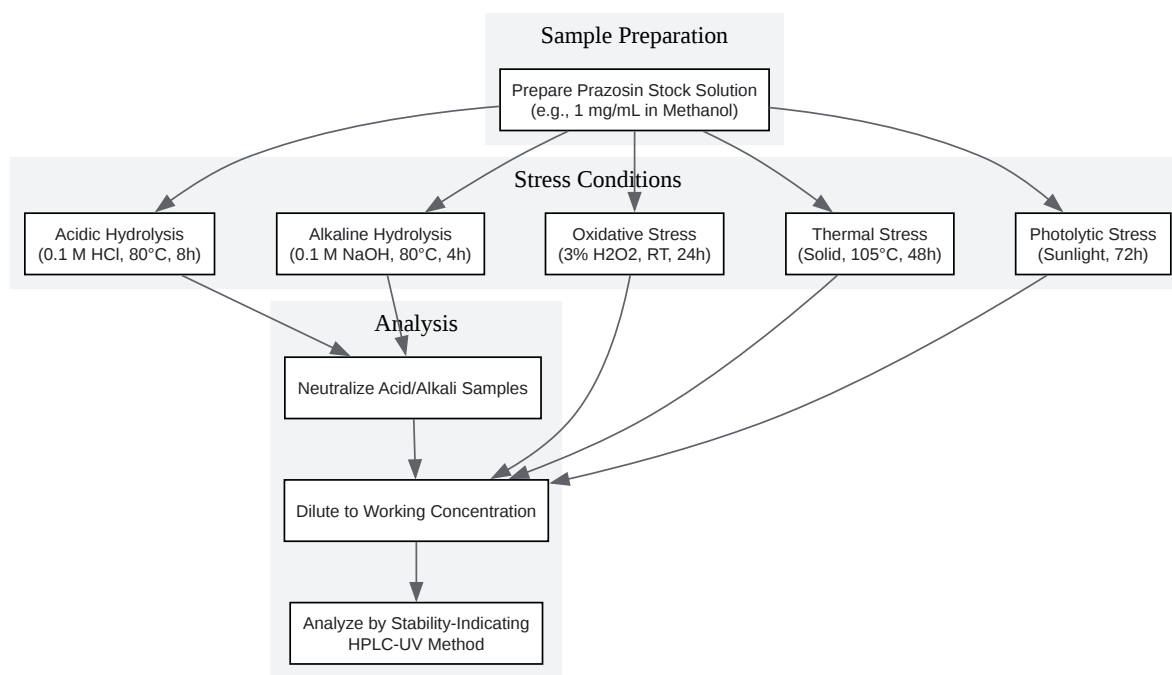 Sample Preparation
Prepare Prazosin Stock Solution
(e.g., 1 mg/mL in Methanol)
Stress Conditions
Acidic Hydrolysis
(0.1 M HCl, 80°C, 8h)
Alkaline Hydrolysis
(0.1 M NaOH, 80°C, 4h)
Oxidative Stress
(3% H2O2, RT, 24h)
Thermal Stress
(Solid, 105°C, 48h)
Photolytic Stress
(Sunlight, 72h)
Analysis
Neutralize Acid/Alkali Samples
Dilute to Working Concentration
Analyze by Stability-Indicating
HPLC-UV Method